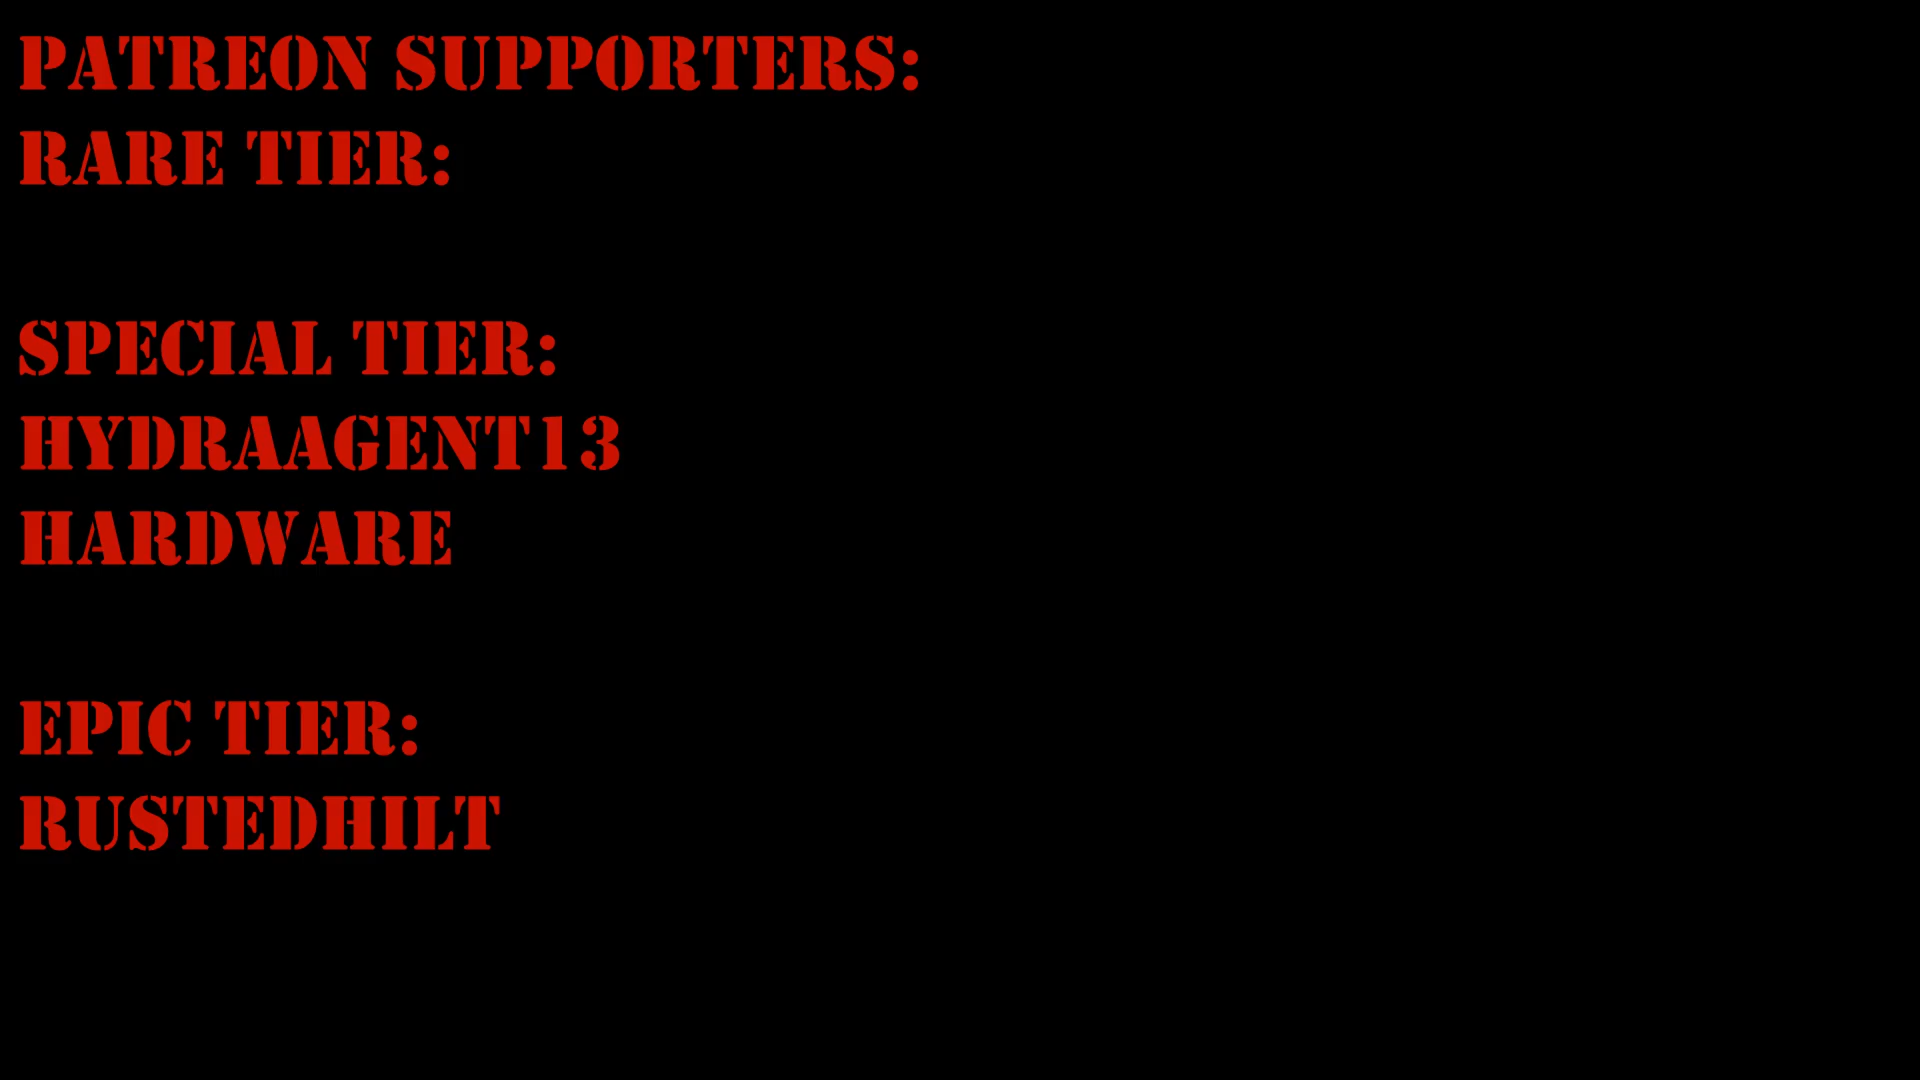 PATREON SUPPORTERS:
RARE TIER:
SPECIAL TIER:
HYDRAAGENT13
HARDWARE
EPIC TIER:
RUSTEDHILT